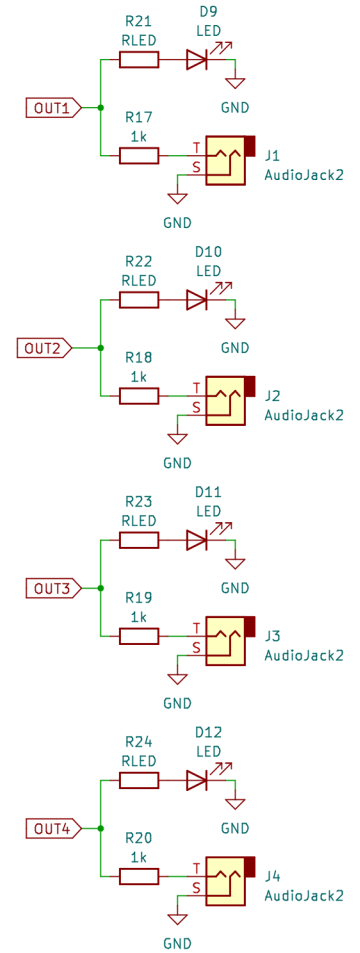 D9
R21
LED
RLED
GND
OUT1
R17
1k
T
J1
S
AudioJack2
GND
D10
R22
LED
RLED
GND
OUT2
R18
1k
T
J2
S
AudioJack2
GND
D11
R23
LED
RLED
GND
OUT3
R19
1k
T
J3
S
AudioJack2
GND
D12
R24
LED
RLED
GND
OUT4
R20
1k
T
J4
S
AudioJack2
GND